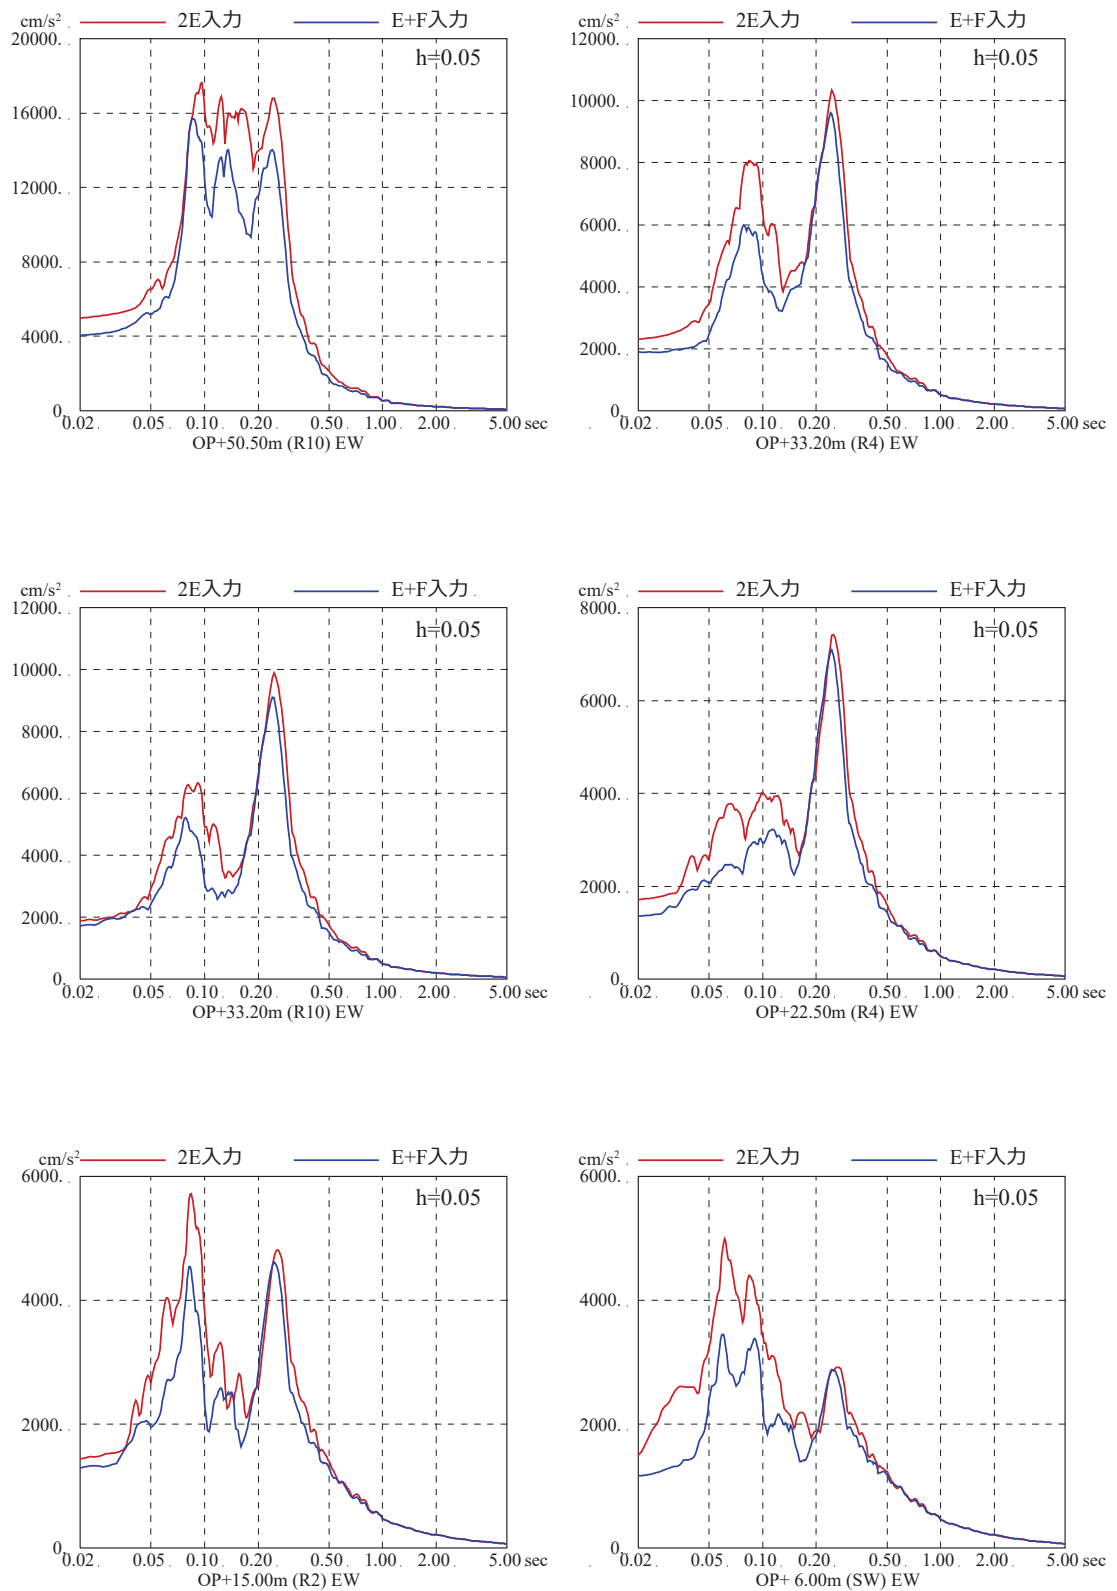 cm/s² 2E入力 E+F入力
20000.
h=0.05
16000.
12000.
8000.
4000.
0.
0.02 0.05 0.10 0.20 0.50 1.00 2.00 5.00 sec
OP+50.50m (R10) EW
cm/s² 2E入力 E+F入力
12000.
h=0.05
10000.
8000.
6000.
4000.
2000.
0.
0.02 0.05 0.10 0.20 0.50 1.00 2.00 5.00 sec
OP+33.20m (R4) EW
cm/s² 2E入力 E+F入力
12000.
h=0.05
10000.
8000.
6000.
4000.
2000.
0.
0.02 0.05 0.10 0.20 0.50 1.00 2.00 5.00 sec
OP+33.20m (R10) EW
cm/s² 2E入力 E+F入力
8000.
h=0.05
6000.
4000.
2000.
0.
0.02 0.05 0.10 0.20 0.50 1.00 2.00 5.00 sec
OP+22.50m (R4) EW
cm/s² 2E入力 E+F入力
6000.
h=0.05
4000.
2000.
0.
0.02 0.05 0.10 0.20 0.50 1.00 2.00 5.00 sec
OP+15.00m (R2) EW
cm/s² 2E入力 E+F入力
6000.
h=0.05
4000.
2000.
0.
0.02 0.05 0.10 0.20 0.50 1.00 2.00 5.00 sec
OP+ 6.00m (SW) EW